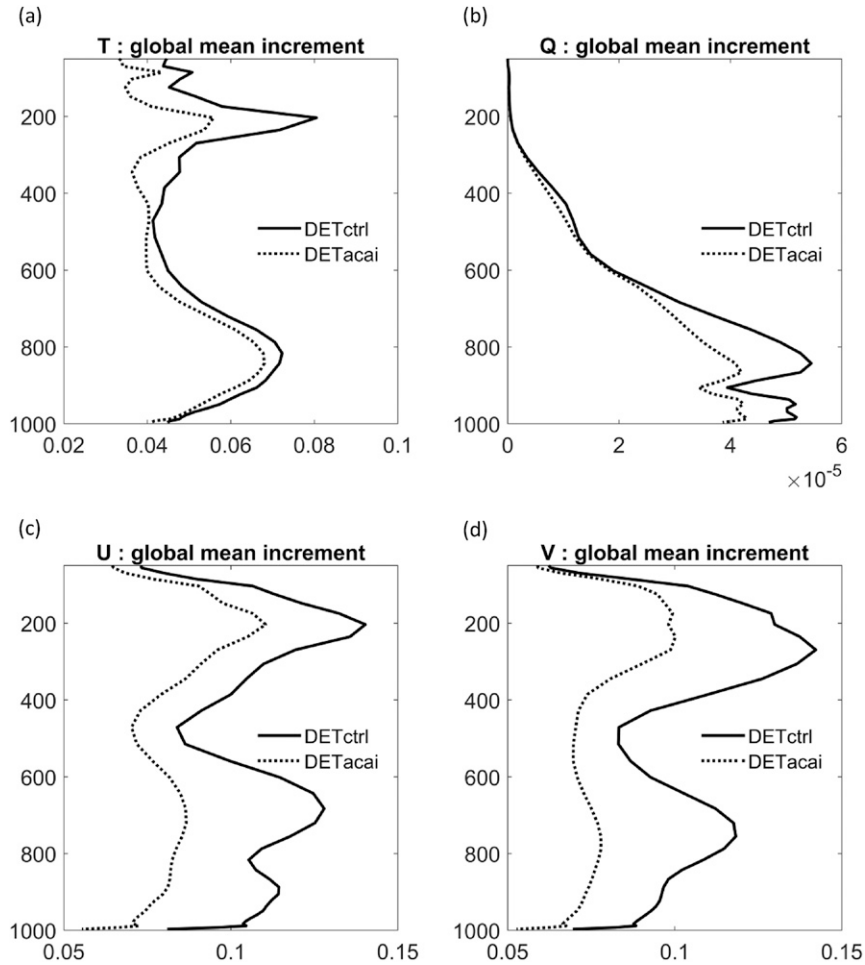 (a)
T : global mean increment
200
400
600
800
1000
0.02 0.04 0.06 0.08 0.1
DETctrl
DETacai
(b)
Q : global mean increment
200
400
600
800
1000
0 2 4 6
×10⁻⁵
DETctrl
DETacai
(c)
U : global mean increment
200
400
600
800
1000
0.05 0.1 0.15
DETctrl
DETacai
(d)
V : global mean increment
200
400
600
800
1000
0.05 0.1 0.15
DETctrl
DETacai